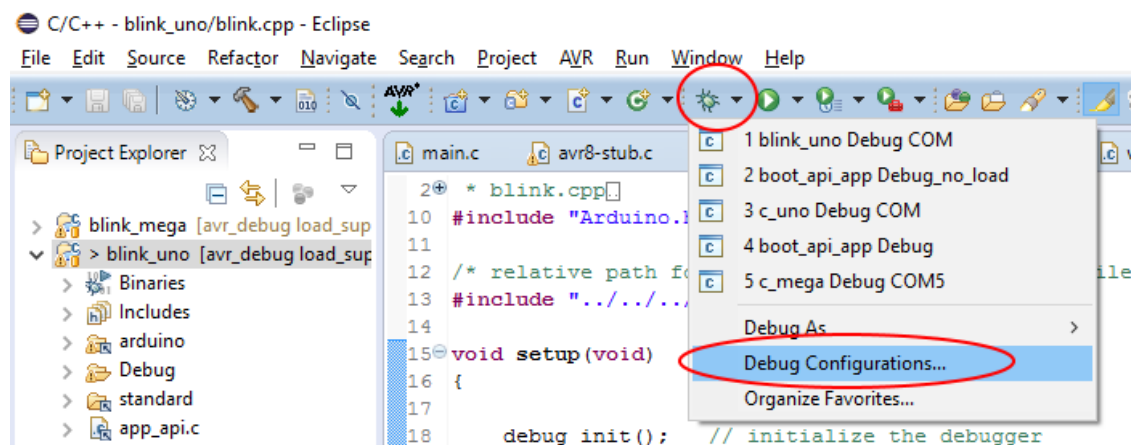 C/C++ - blink_uno/blink.cpp - Eclipse
File Edit Source Refactor Navigate Search Project AVR Run Window Help
010 AVR
Project Explorer
main.c avr8-stub.c
1 blink_uno Debug COM
2 boot_api_app Debug_no_load
3 c_uno Debug COM
4 boot_api_app Debug
5 c_mega Debug COM5
Debug As
Debug Configurations...
Organize Favorites...
blink_mega [avr_debug load_sup
> blink_uno [avr_debug load_sup
Binaries
Includes
arduino
Debug
standard
app_api.c
2 * blink.cpp
10 #include "Arduino.
11
12 /* relative path fo
13 #include "../../../
14
15 void setup(void)
16 {
17
18 debug_init(); // initialize the debugger